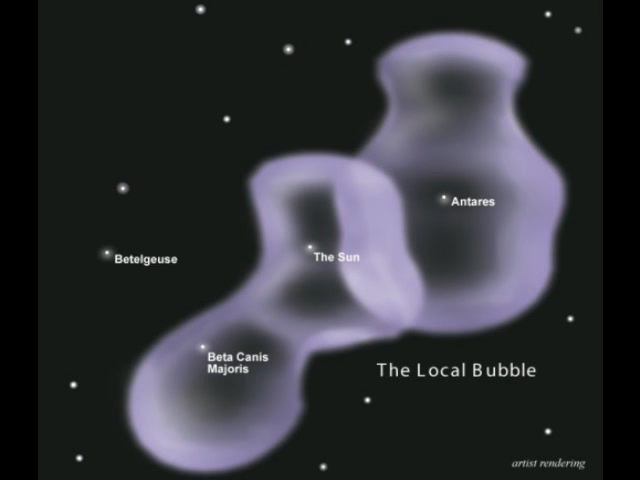 Antares
Betelgeuse
The Sun
Beta Canis
Majoris
The Local Bubble
artist rendering